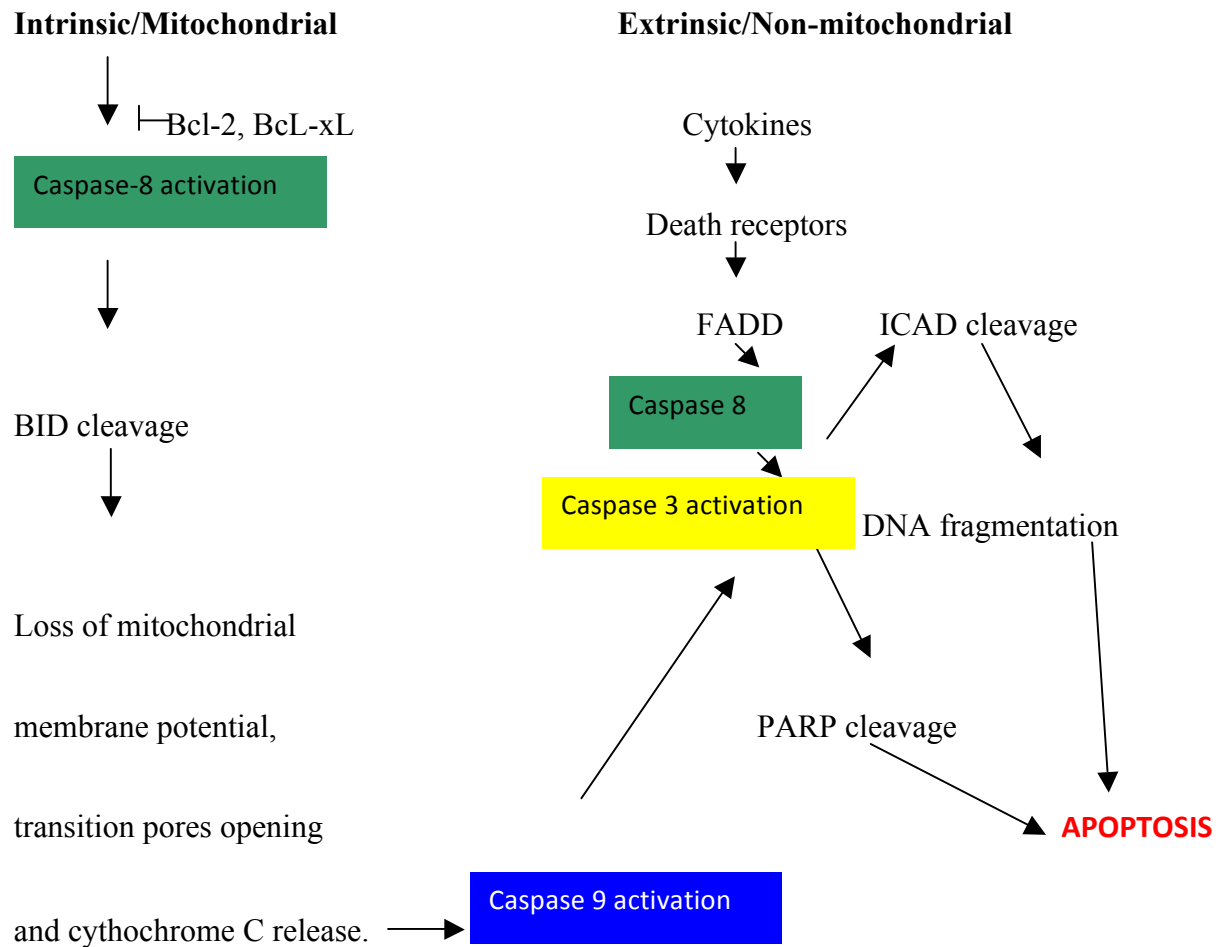 Intrinsic/Mitochondrial
Extrinsic/Non-mitochondrial
Bcl-2, BcL-xL
Cytokines
Caspase-8 activation
Death receptors
FADD
ICAD cleavage
Caspase 8
BID cleavage
Caspase 3 activation
DNA fragmentation
Loss of mitochondrial
membrane potential,
PARP cleavage
transition pores opening
APOPTOSIS
Caspase 9 activation
and cythochrome C release.